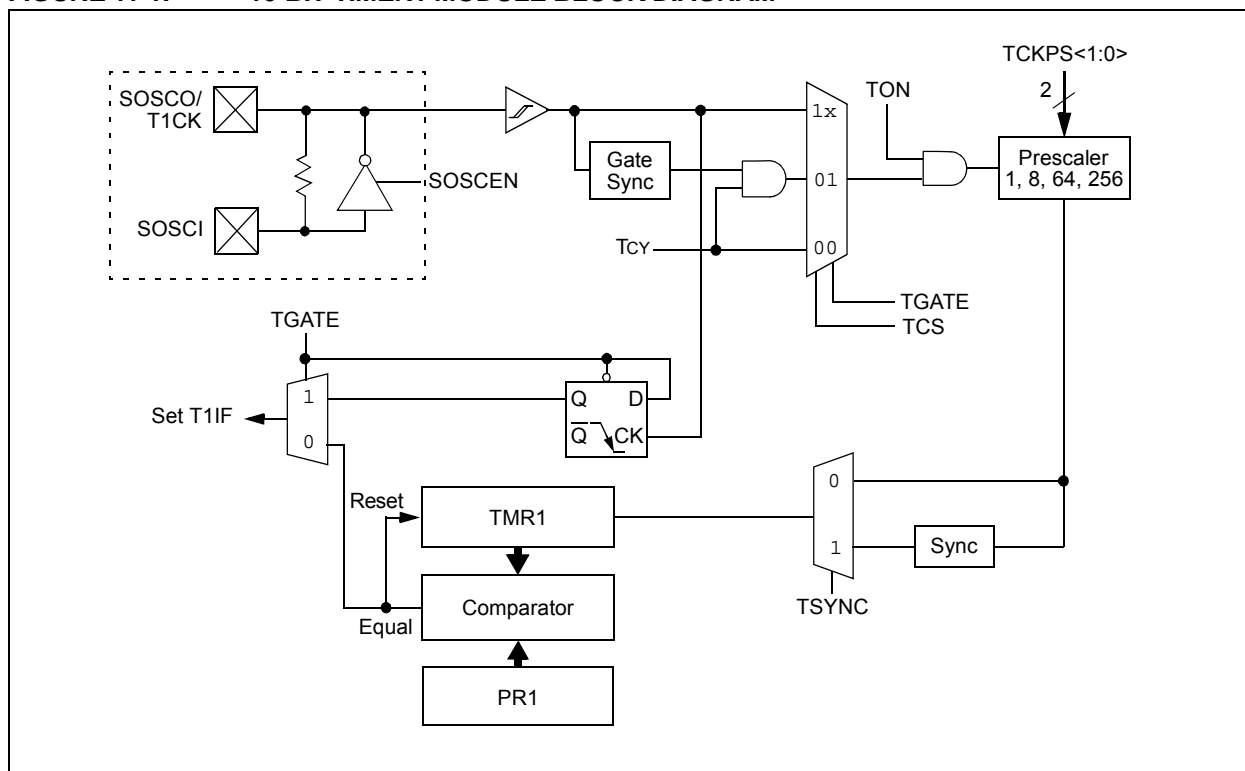 FIGURE 16-BIT TIMER1 MODULE BLOCK DIAGRAM
TCKPS<1:0>
2
TON
SOSCO/
T1CK
1x
Gate
Sync
Prescaler
1, 8, 64, 256
SOSCEN
01
SOSCI
TCY
00
TGATE
TCS
TGATE
1
Q
D
Set T1IF
0
Q
CK
Reset
TMR1
0
1
Sync
Comparator
Equal
TSYNC
PR1